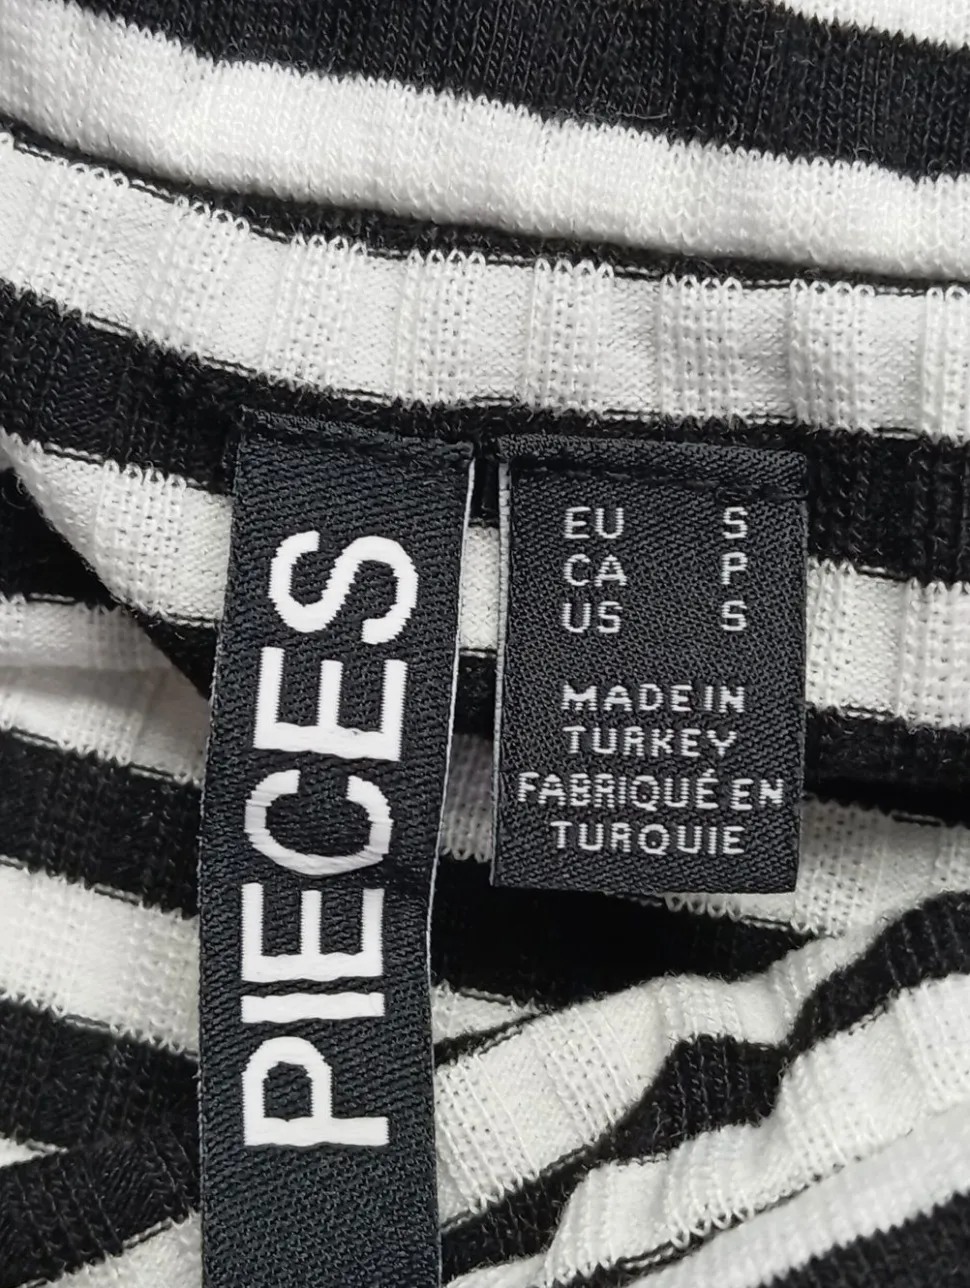 PIECES
EU S
CA P
US S
MADE IN
TURKEY
FABRIQUÉ EN
TURQUIE